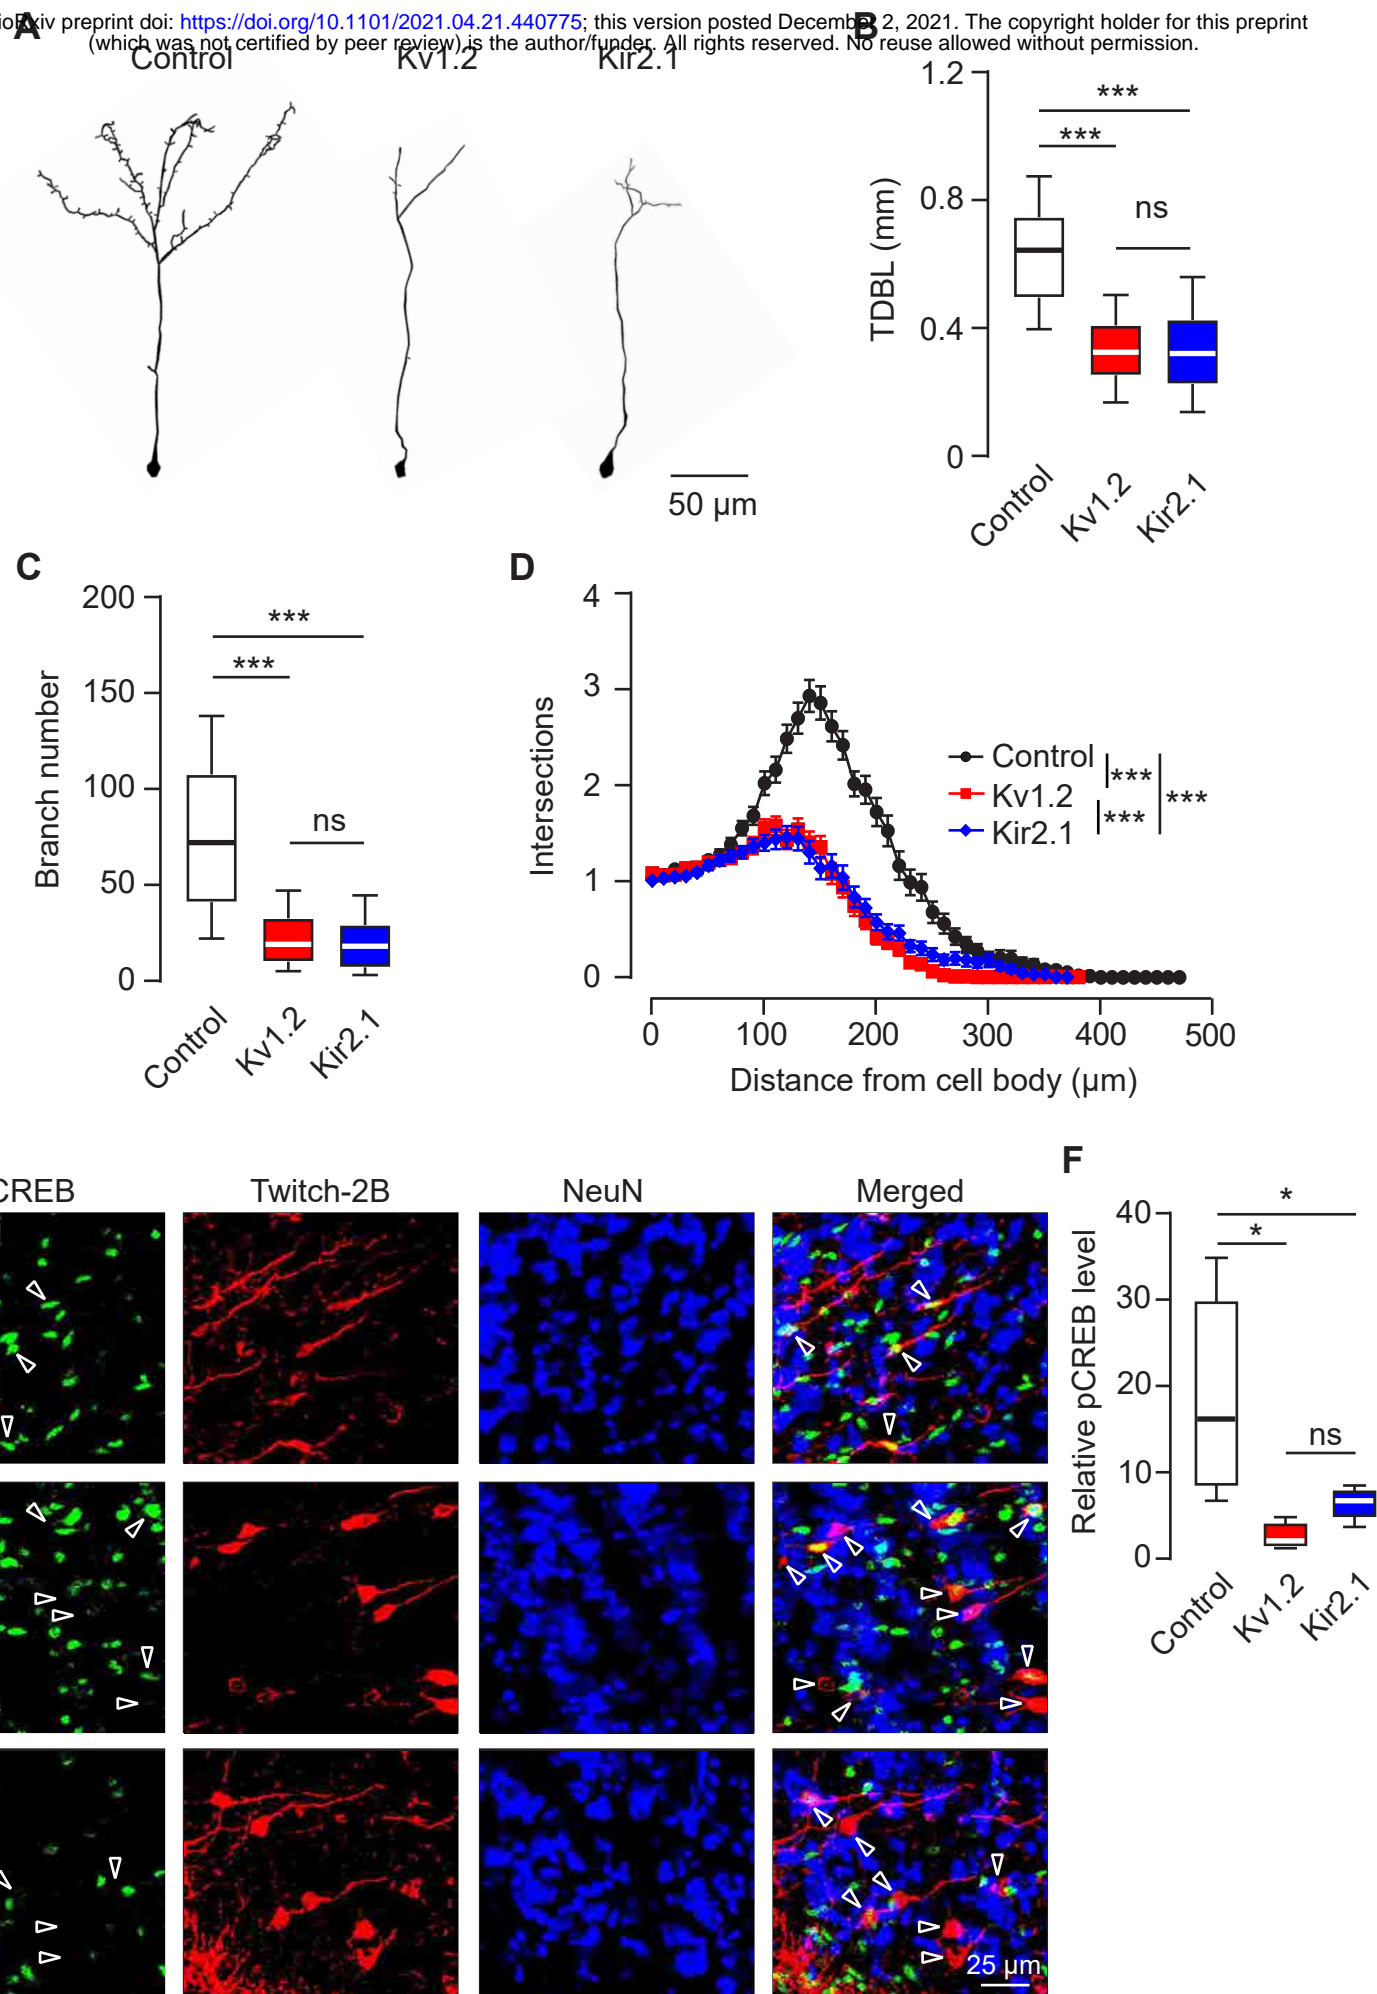 ioRxiv preprint doi: https://doi.org/10.1101/2021.04.21.440775; this version posted December 2, 2021. The copyright holder for this preprint
(which was not certified by peer review) is the author/funder. All rights reserved. No reuse allowed without permission.
A
Control Kv1.2 Kir2.1
50 µm
B
TDBL (mm)
1.2
0.8
0.4
0
***
***
ns
Control Kv1.2 Kir2.1
C
Branch number
200
150
100
50
0
***
***
ns
Control Kv1.2 Kir2.1
D
Intersections
4
3
2
1
0
Control
Kv1.2
Kir2.1
***
***
***
0 100 200 300 400 500
Distance from cell body (µm)
CREB Twitch-2B NeuN Merged
25 µm
F
Relative pCREB level
40
30
20
10
0
*
*
ns
Control Kv1.2 Kir2.1